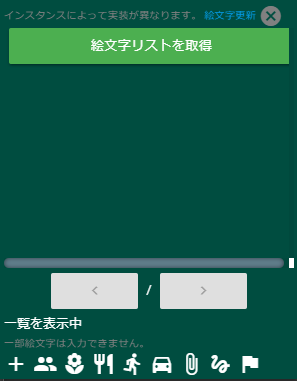 インスタンスによって実装が異なります。 絵文字更新
絵文字リストを取得
/
一覧を表示中
一部絵文字は入力できません。